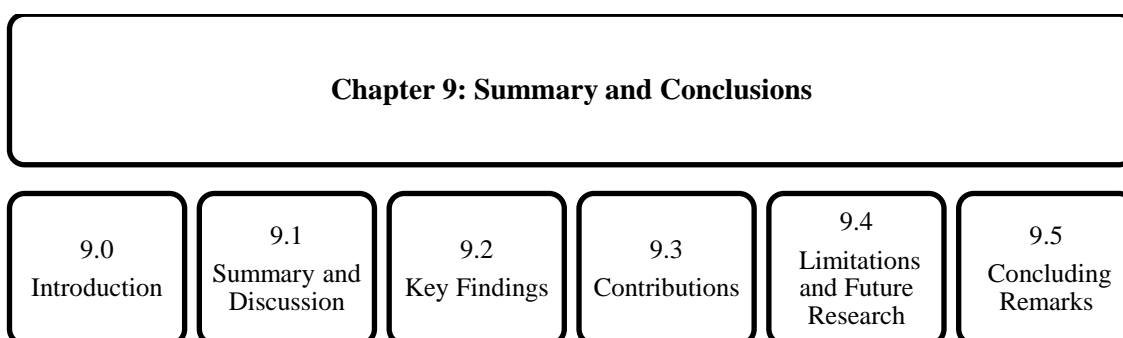 Chapter 9: Summary and Conclusions
9.0
Introduction
9.1
Summary and
Discussion
9.2
Key Findings
9.3
Contributions
9.4
Limitations
and Future
Research
9.5
Concluding
Remarks